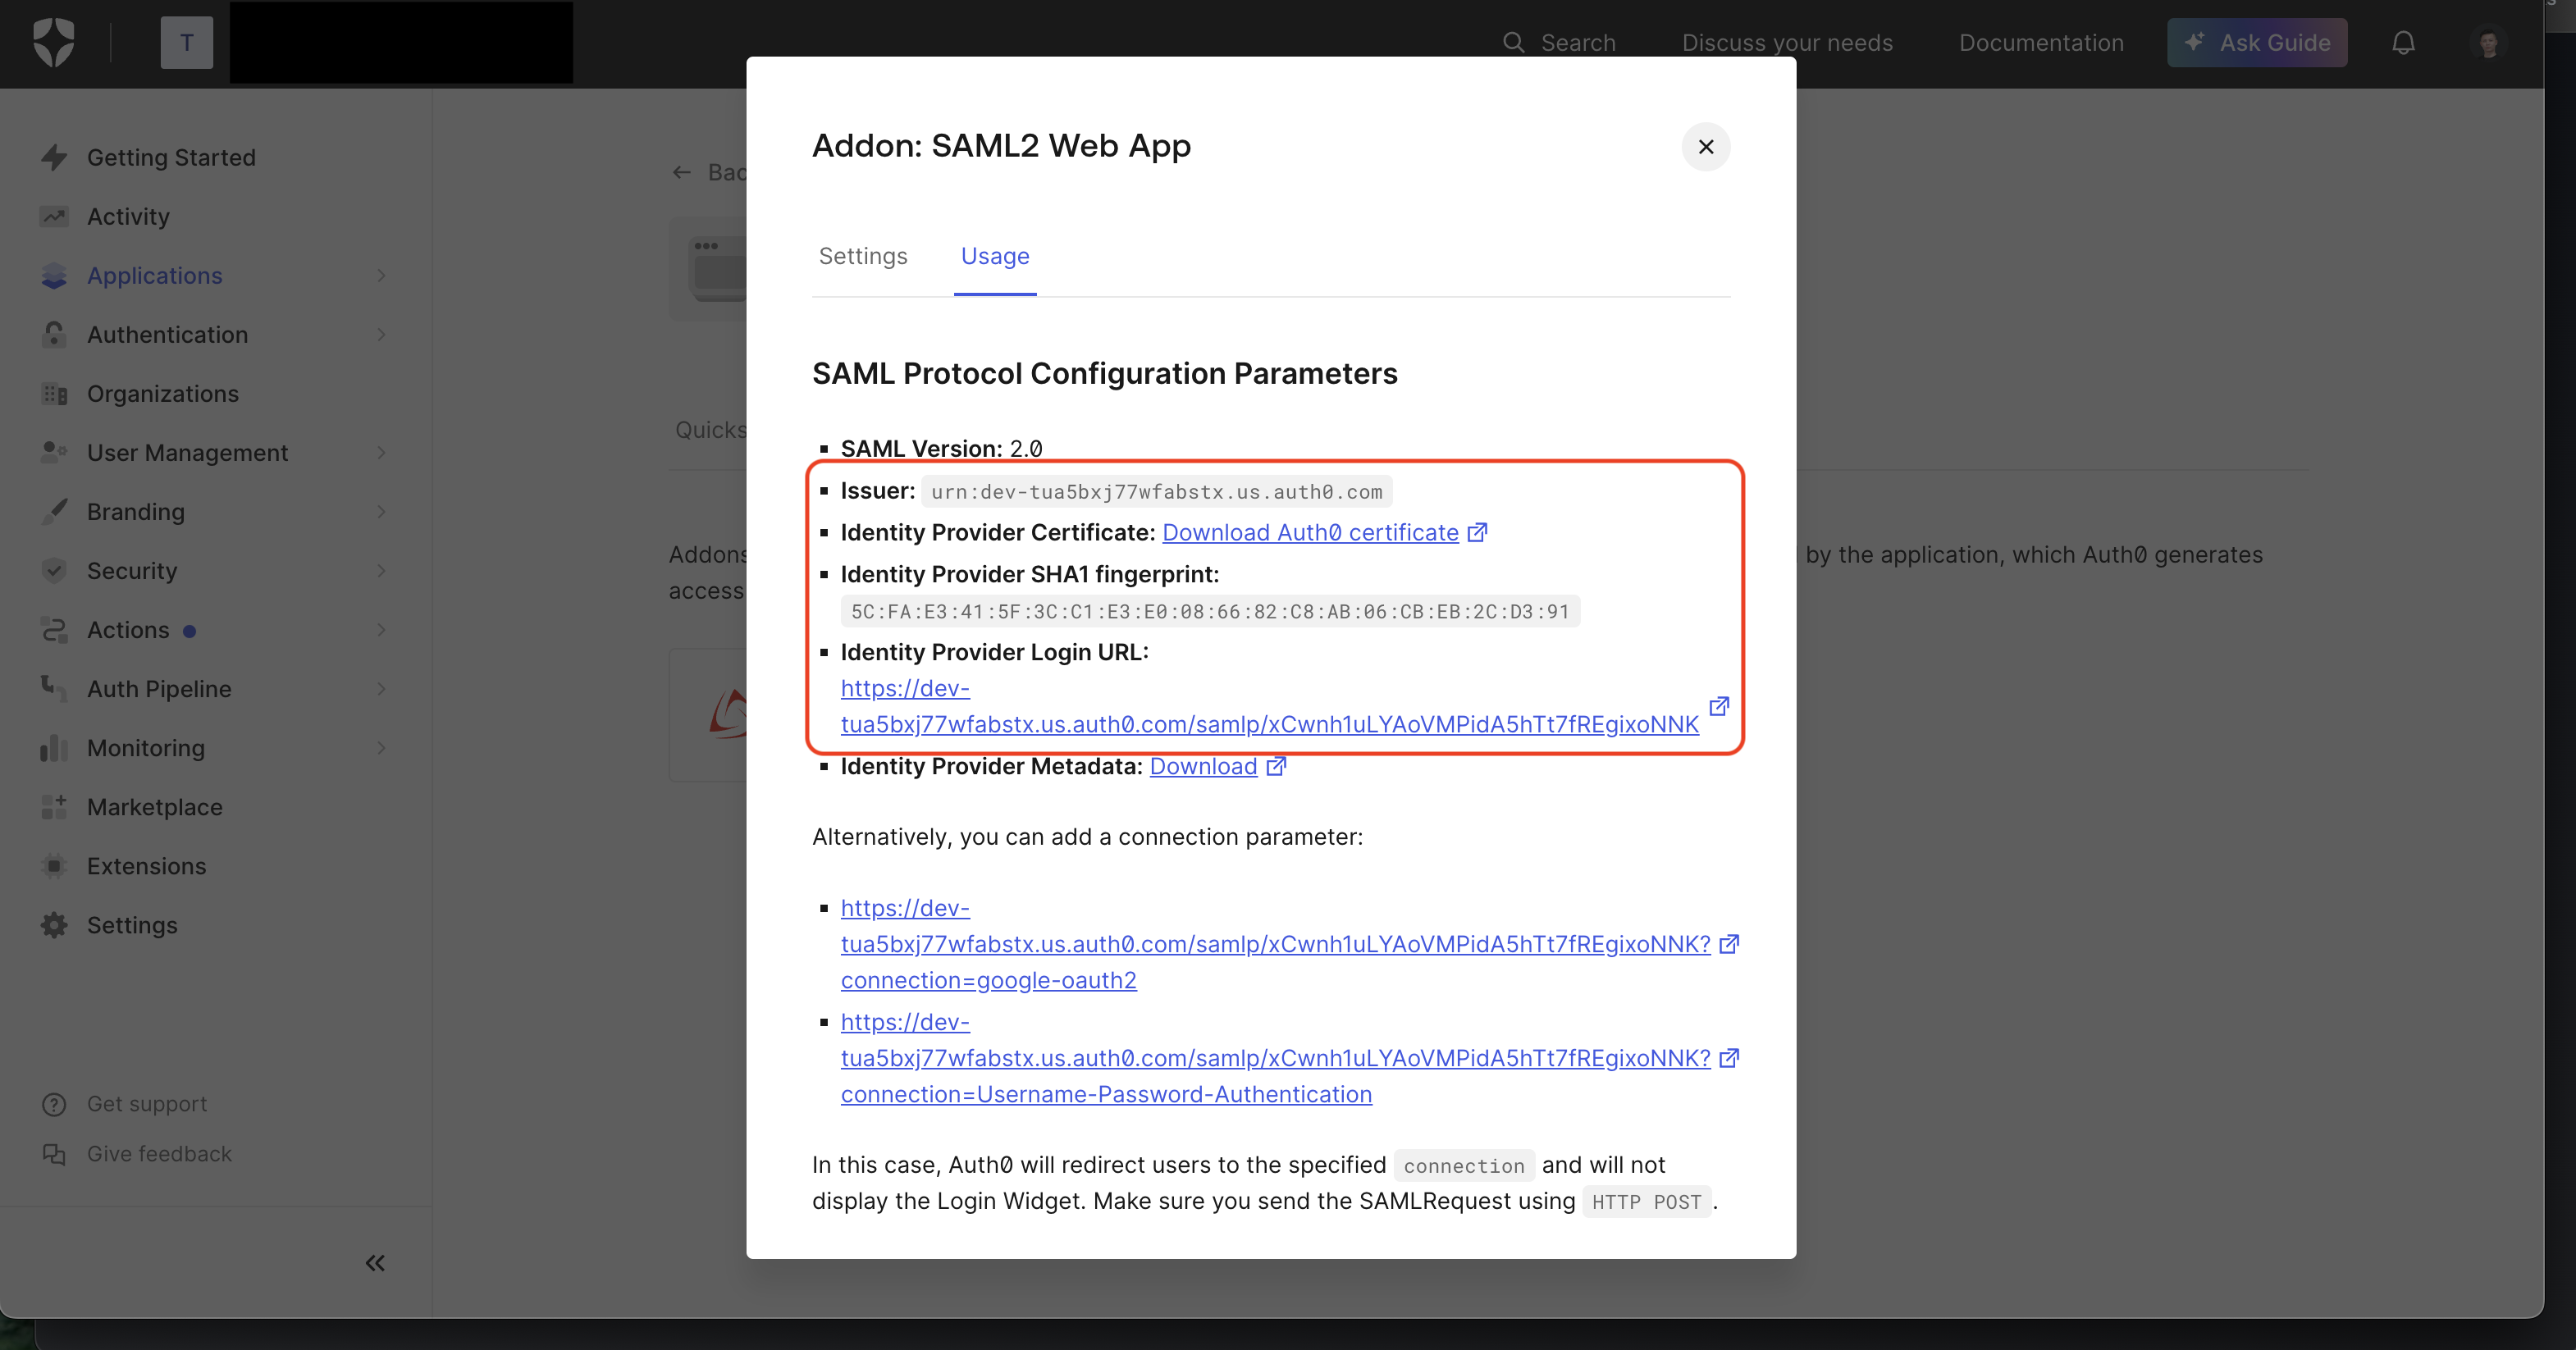 T
Search
Discuss your needs
Documentation
Ask Guide
Getting Started
Activity
Applications
Authentication
Organizations
User Management
Branding
Security
Actions
Auth Pipeline
Monitoring
Marketplace
Extensions
Settings
Get support
Give feedback
Bac
Quicks
Addons
by the application, which Auth0 generates
access
Addon: SAML2 Web App
Settings
Usage
SAML Protocol Configuration Parameters
SAML Version: 2.0
Issuer: urn:dev-tua5bxj77wfabstx.us.auth0.com
Identity Provider Certificate: Download Auth0 certificate
Identity Provider SHA1 fingerprint:
5C:FA:E3:41:5F:3C:C1:E3:E0:08:66:82:C8:AB:06:CB:EB:2C:D3:91
Identity Provider Login URL:
https://dev-
tua5bxj77wfabstx.us.auth0.com/samlp/xCwnh1uLYAoVMPidA5hTt7fREgixoNNK
Identity Provider Metadata: Download
Alternatively, you can add a connection parameter:
https://dev-
tua5bxj77wfabstx.us.auth0.com/samlp/xCwnh1uLYAoVMPidA5hTt7fREgixoNNK?
connection=google-oauth2
https://dev-
tua5bxj77wfabstx.us.auth0.com/samlp/xCwnh1uLYAoVMPidA5hTt7fREgixoNNK?
connection=Username-Password-Authentication
In this case, Auth0 will redirect users to the specified connection and will not
display the Login Widget. Make sure you send the SAMLRequest using HTTP POST.